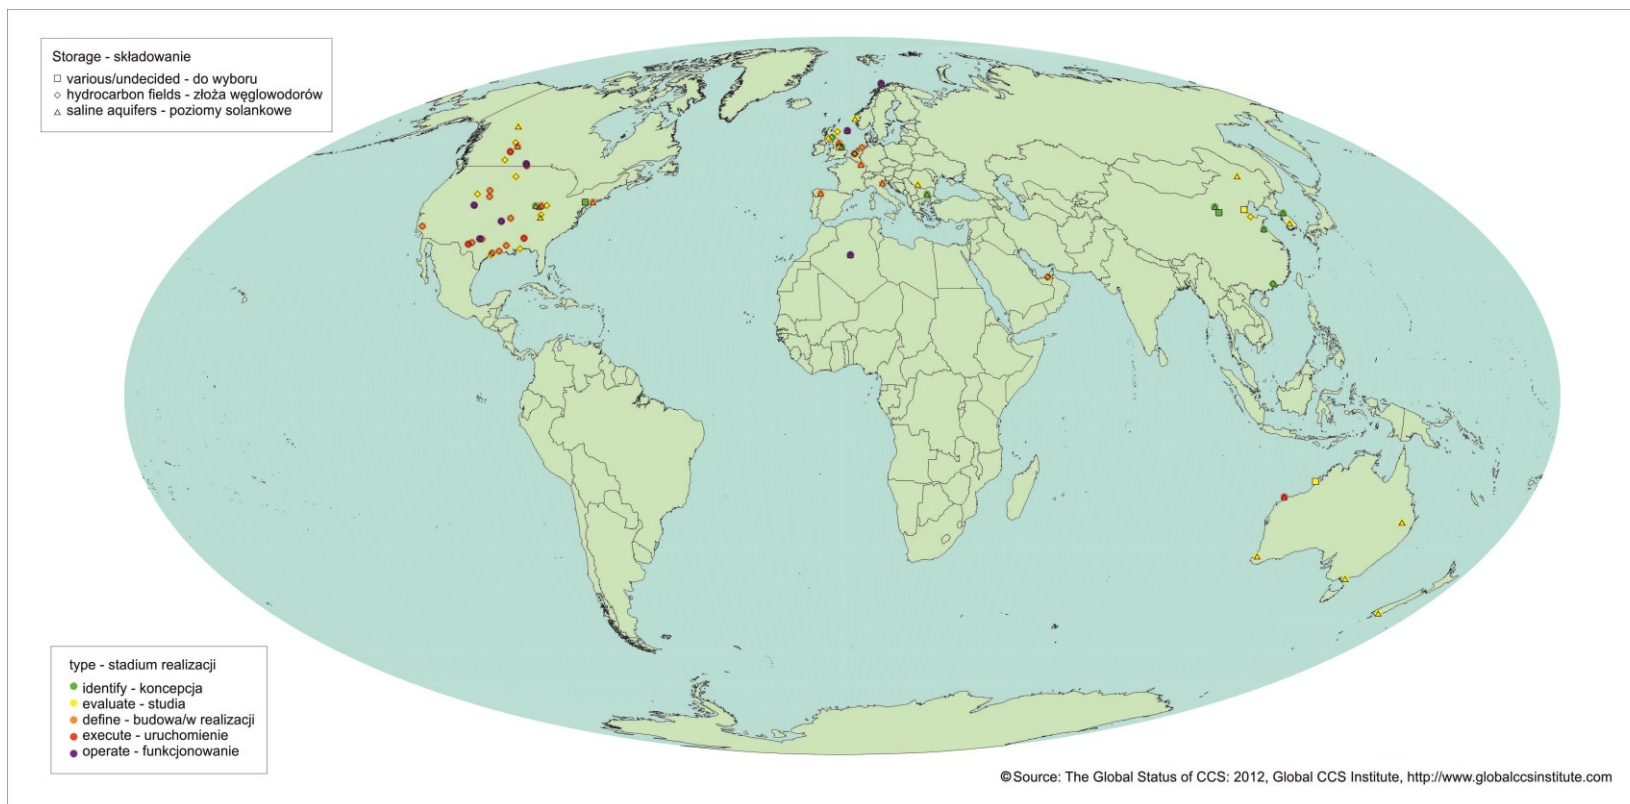 Storage - składowanie
various/undecided - do wyboru
hydrocarbon fields - złoża węglowodorów
saline aquifers - poziomy solankowe
type - stadium realizacji
identify - koncepcja
evaluate - studia
define - budowa/w realizacji
execute - uruchomienie
operate - funkcjonowanie
©Source: The Global Status of CCS: 2012, Global CCS Institute, http://www.globalccsinstitute.com